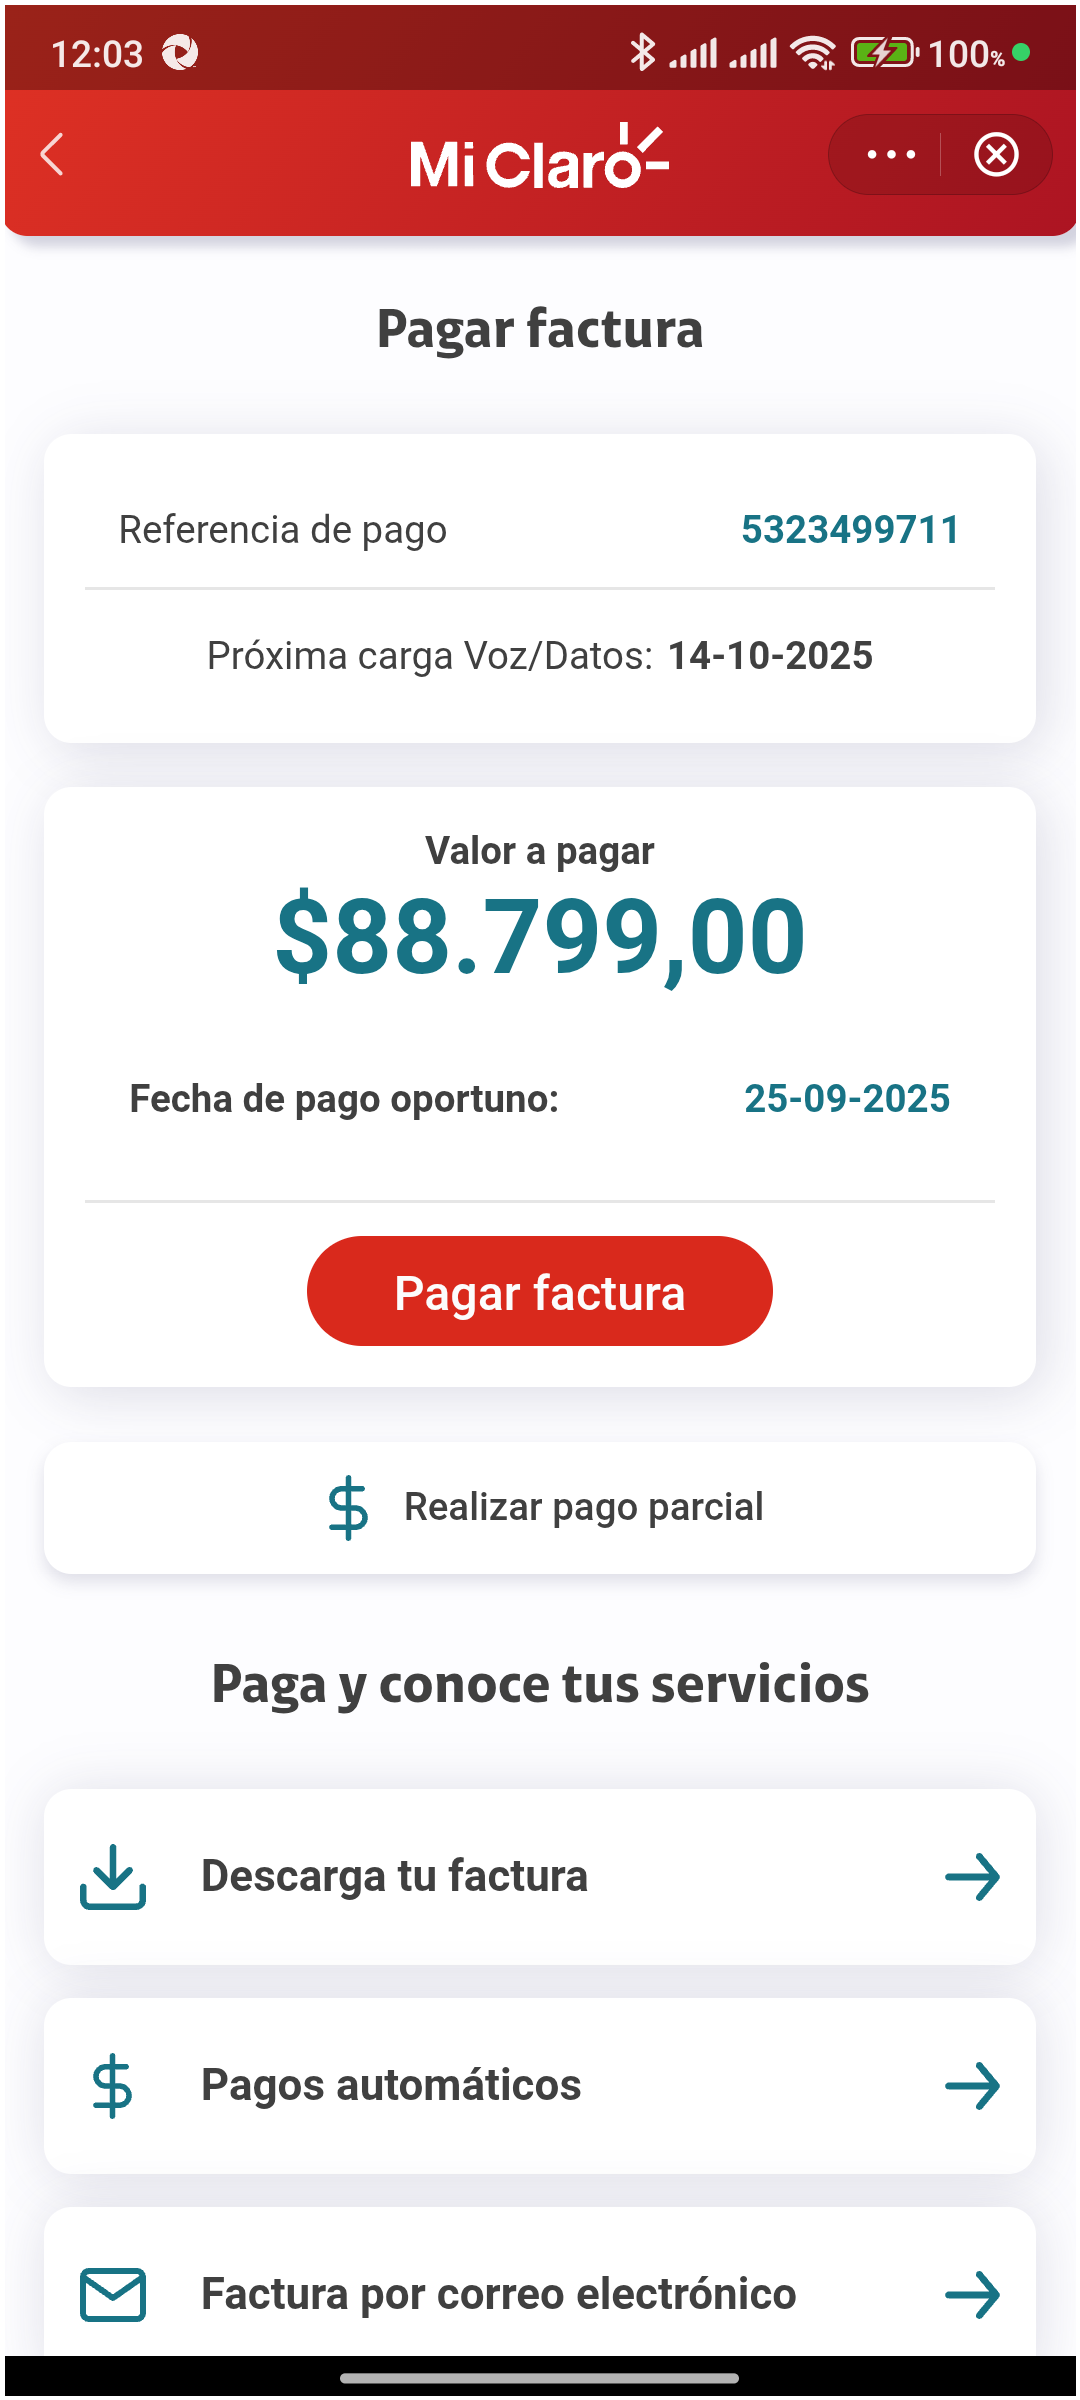 12:03
100%
Mi Claro
Pagar factura
Referencia de pago 5323499711
Próxima carga Voz/Datos: 14-10-2025
Valor a pagar
$88.799,00
Fecha de pago oportuno: 25-09-2025
Pagar factura
Realizar pago parcial
Paga y conoce tus servicios
Descarga tu factura
Pagos automáticos
Factura por correo electrónico